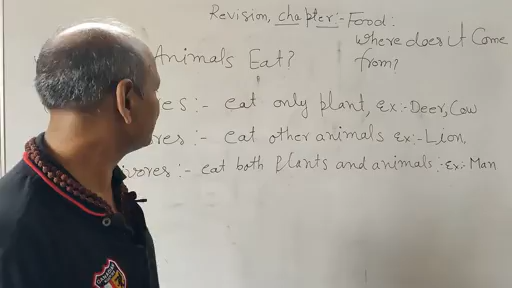 Revision, chapter:- Food:
where does it Come
from?
Animals Eat?
es :- eat only plant, Ex:- Deer, Cow
res :- eat other animals Ex:- Lion,
vores :- eat both Plants and animals :- Ex:- Man